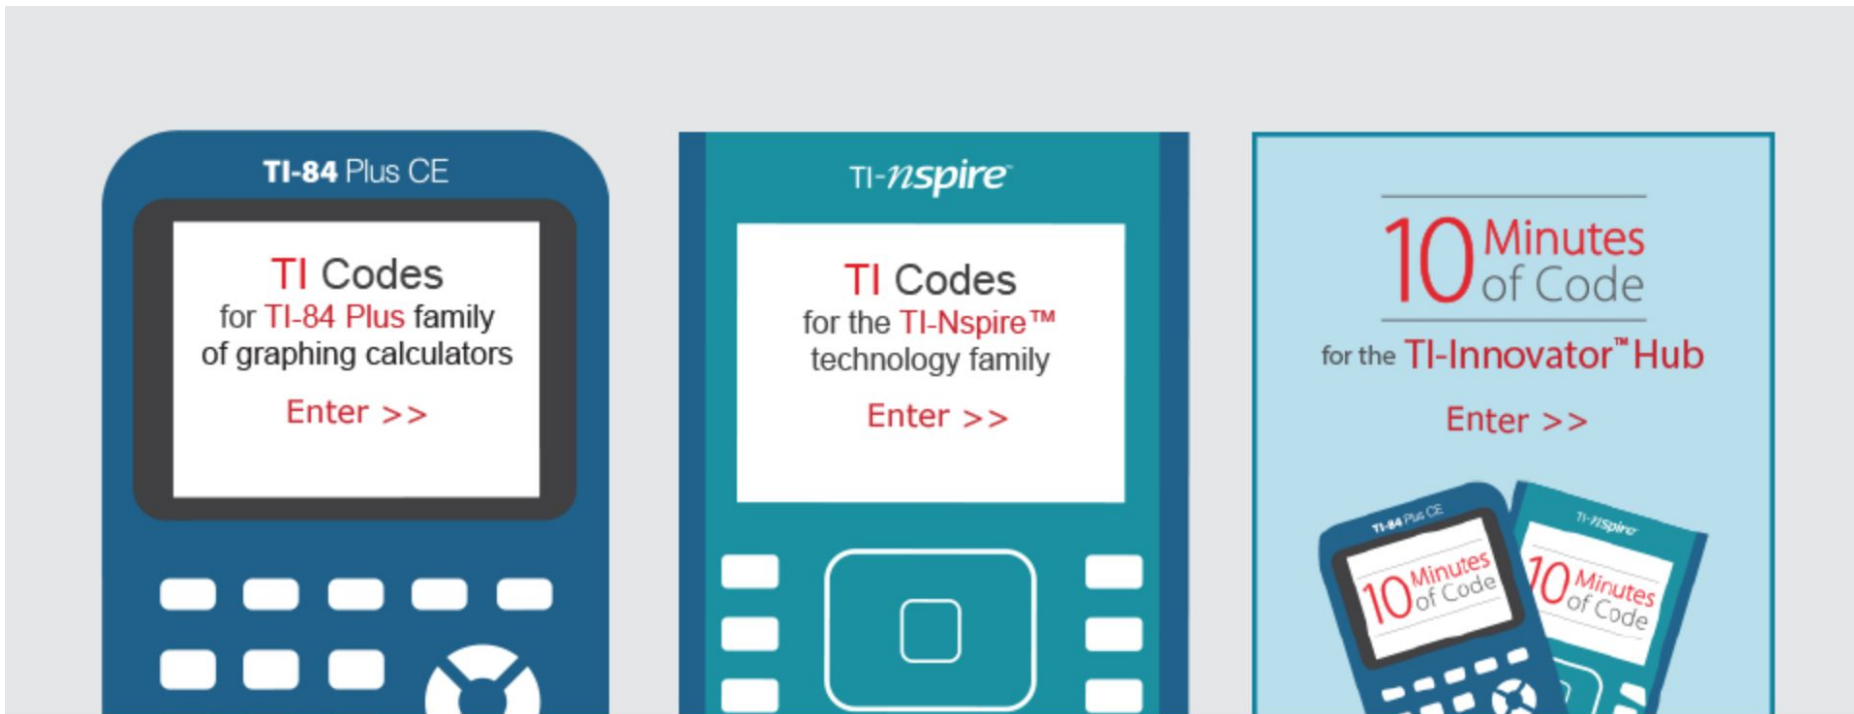 TI-84 Plus CE
TI Codes
for TI-84 Plus family
of graphing calculators
Enter >>
TI-nspire™
TI Codes
for the TI-Nspire™
technology family
Enter >>
10 Minutes
of Code
for the TI-Innovator™ Hub
Enter >>
TI-84 Plus CE
10 Minutes
of Code
TI-nspire
10 Minutes
of Code